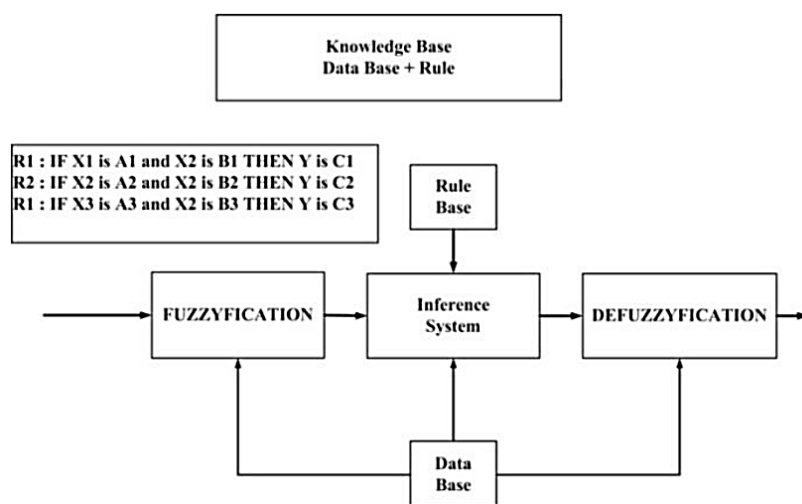 Knowledge Base
Data Base + Rule
R1 : IF X1 is A1 and X2 is B1 THEN Y is C1
R2 : IF X2 is A2 and X2 is B2 THEN Y is C2
R1 : IF X3 is A3 and X2 is B3 THEN Y is C3
Rule
Base
FUZZYFICATION
Inference
System
DEFUZZYFICATION
Data
Base